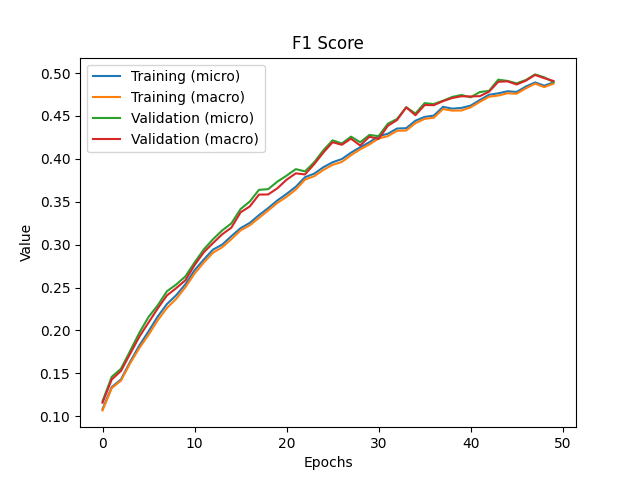 F1 Score
Training (micro)
Training (macro)
Validation (micro)
Validation (macro)
Value
0.50
0.45
0.40
0.35
0.30
0.25
0.20
0.15
0.10
0 10 20 30 40 50
Epochs